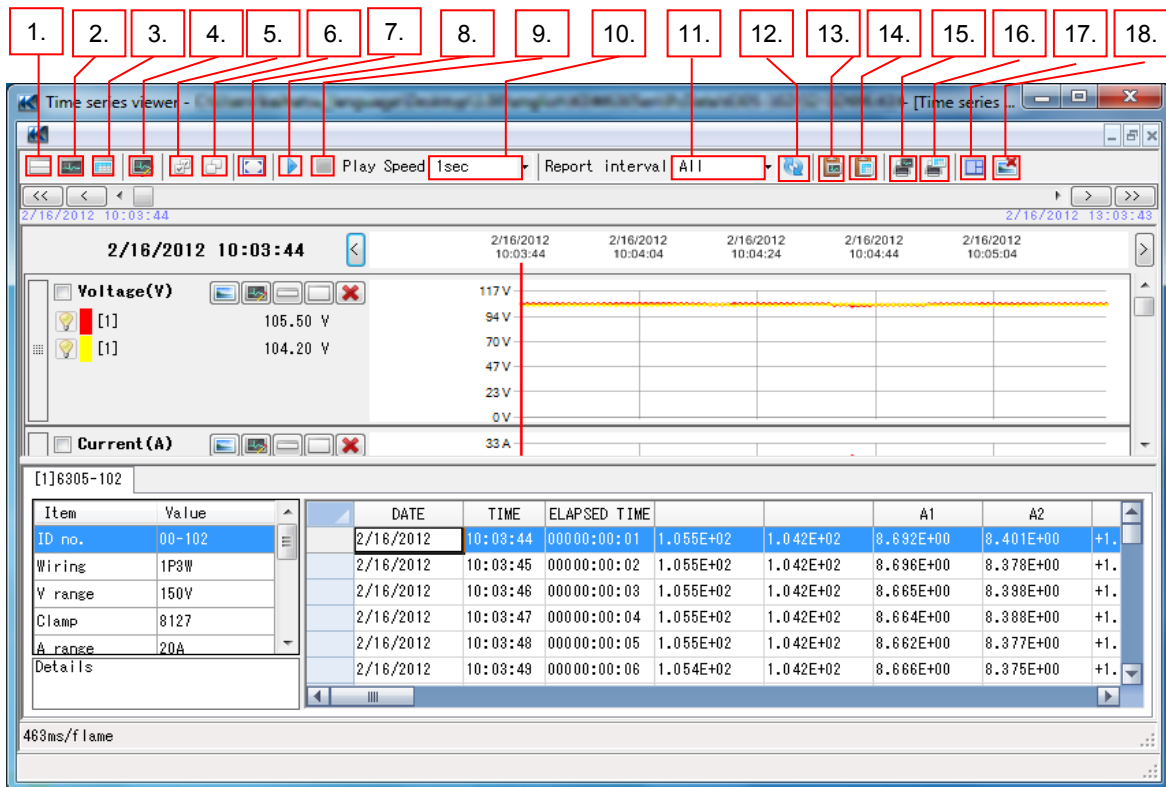 1. 2. 3. 4. 5. 6. 7. 8. 9. 10. 11. 12. 13. 14. 15. 16. 17. 18.
Time series viewer - - [Time series ...
Play Speed 1sec Report interval All
<< < > >>
2/16/2012 10:03:44 2/16/2012 13:03:43
2/16/2012 10:03:44 < 2/16/2012 2/16/2012 2/16/2012 2/16/2012 2/16/2012 >
10:03:44 10:04:04 10:04:24 10:04:44 10:05:04
Voltage(V) 117 V
[1] 105.50 V 94 V
[1] 104.20 V 70 V
47 V
23 V
0 V
Current(A) 33 A
[1]6305-102
Item Value DATE TIME ELAPSED TIME A1 A2
ID no. 00-102 2/16/2012 10:03:44 00000:00:01 1.055E+02 1.042E+02 8.692E+00 8.401E+00 +1.
Wiring 1P3W 2/16/2012 10:03:45 00000:00:02 1.055E+02 1.042E+02 8.696E+00 8.378E+00 +1.
V range 150V 2/16/2012 10:03:46 00000:00:03 1.055E+02 1.042E+02 8.665E+00 8.398E+00 +1.
Clamp 8127 2/16/2012 10:03:47 00000:00:04 1.055E+02 1.042E+02 8.664E+00 8.388E+00 +1.
A range 20A 2/16/2012 10:03:48 00000:00:05 1.055E+02 1.042E+02 8.662E+00 8.377E+00 +1.
Details 2/16/2012 10:03:49 00000:00:06 1.054E+02 1.042E+02 8.666E+00 8.375E+00 +1.
463ms/flame